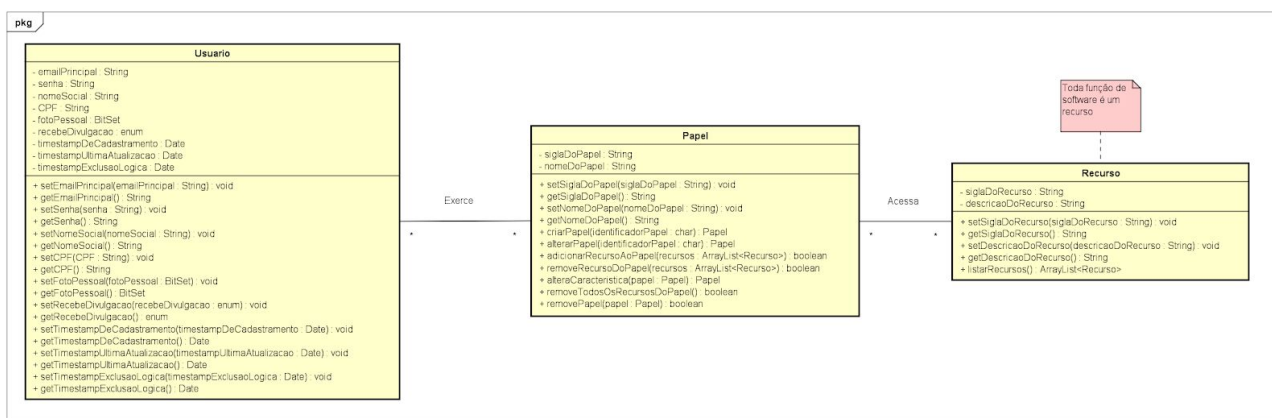 pkg
Usuario
- emailPrincipal : String
- senha : String
- nomeSocial : String
- CPF : String
- fotoPessoal : BitSet
- recebeDivulgacao : enum
- timestampDeCadastramento : Date
- timestampUltimaAtualizacao : Date
- timestampExclusaoLogica : Date
+ setEmailPrincipal(emailPrincipal : String) : void
+ getEmailPrincipal() : String
+ setSenha(senha : String) : void
+ getSenha() : String
+ setNomeSocial(nomeSocial : String) : void
+ getNomeSocial() : String
+ setCPF(CPF : String) : void
+ getCPF() : String
+ setFotoPessoal(fotoPessoal : BitSet) : void
+ getFotoPessoal() : BitSet
+ setRecebeDivulgacao(recebeDivulgacao : enum) : void
+ getRecebeDivulgacao() : enum
+ setTimestampDeCadastramento(timestampDeCadastramento : Date) : void
+ getTimestampDeCadastramento() : Date
+ setTimestampUltimaAtualizacao(timestampUltimaAtualizacao : Date) : void
+ getTimestampUltimaAtualizacao() : Date
+ setTimestampExclusaoLogica(timestampExclusaoLogica : Date) : void
+ getTimestampExclusaoLogica() : Date
Exerce
*
*
Papel
- siglaDoPapel : String
- nomeDoPapel : String
+ setSiglaDoPapel(siglaDoPapel : String) : void
+ getSiglaDoPapel() : String
+ setNomeDoPapel(nomeDoPapel : String) : void
+ getNomeDoPapel() : String
+ criarPapel(identificadorPapel : char) : Papel
+ alterarPapel(identificadorPapel : char) : Papel
+ adicionarRecursoAoPapel(recursos : ArrayList<Recurso>) : boolean
+ removeRecursoDoPapel(recursos : ArrayList<Recurso>) : boolean
+ alteraCaracteristica(papel : Papel) : Papel
+ removeTodosOsRecursosDoPapel() : boolean
+ removePapel(papel : Papel) : boolean
Acessa
*
*
Toda função de
software é um
recurso
Recurso
- siglaDoRecurso : String
- descricaoDoRecurso : String
+ setSiglaDoRecurso(siglaDoRecurso : String) : void
+ getSiglaDoRecurso() : String
+ setDescricaoDoRecurso(descricaoDoRecurso : String) : void
+ getDescricaoDoRecurso() : String
+ listarRecursos() : ArrayList<Recurso>